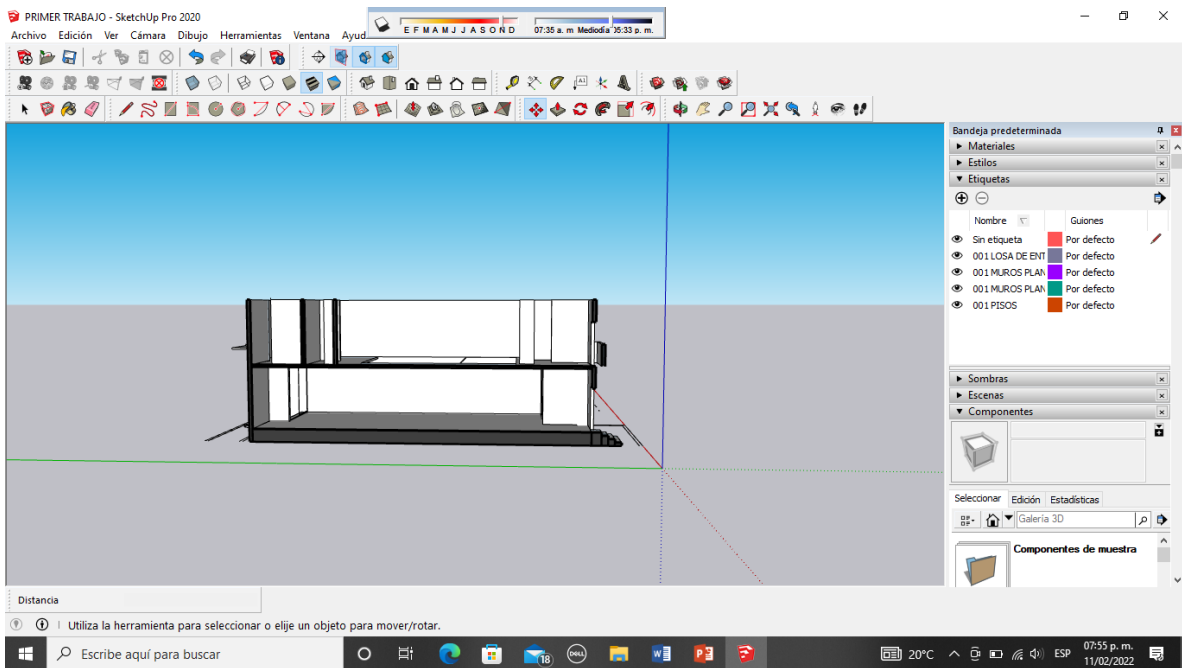 PRIMER TRABAJO - SketchUp Pro 2020
Archivo Edición Ver Cámara Dibujo Herramientas Ventana Ayud
E F M A M J J A S O N D 07:35 a. m Mediodía 05:33 p. m.
Bandeja predeterminada
Materiales
Estilos
Etiquetas
Nombre Guiones
Sin etiqueta Por defecto
001 LOSA DE ENT Por defecto
001 MUROS PLAN Por defecto
001 MUROS PLAN Por defecto
001 PISOS Por defecto
Sombras
Escenas
Componentes
Seleccionar Edición Estadísticas
Galería 3D
Componentes de muestra
Distancia
Utiliza la herramienta para seleccionar o elije un objeto para mover/rotar.
Escribe aquí para buscar
18
DELL
20°C
ESP
07:55 p. m.
11/02/2022